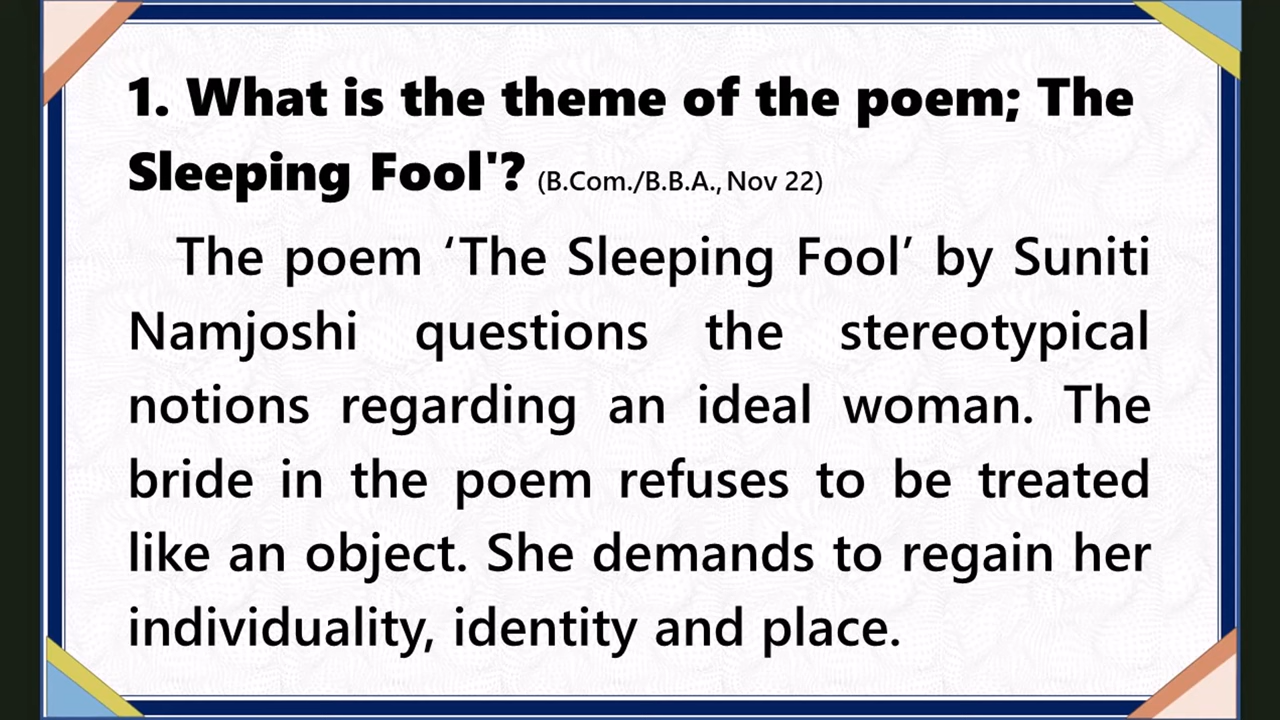 1. What is the theme of the poem; The
Sleeping Fool'? (B.Com./B.B.A., Nov 22)
The poem ‘The Sleeping Fool’ by Suniti
Namjoshi questions the stereotypical
notions regarding an ideal woman. The
bride in the poem refuses to be treated
like an object. She demands to regain her
individuality, identity and place.